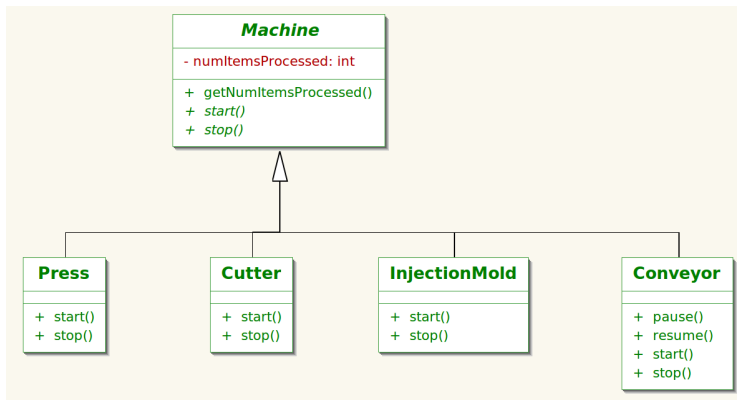 Machine
- numItemsProcessed: int
+ getNumItemsProcessed()
+ start()
+ stop()
Press
+ start()
+ stop()
Cutter
+ start()
+ stop()
InjectionMold
+ start()
+ stop()
Conveyor
+ pause()
+ resume()
+ start()
+ stop()